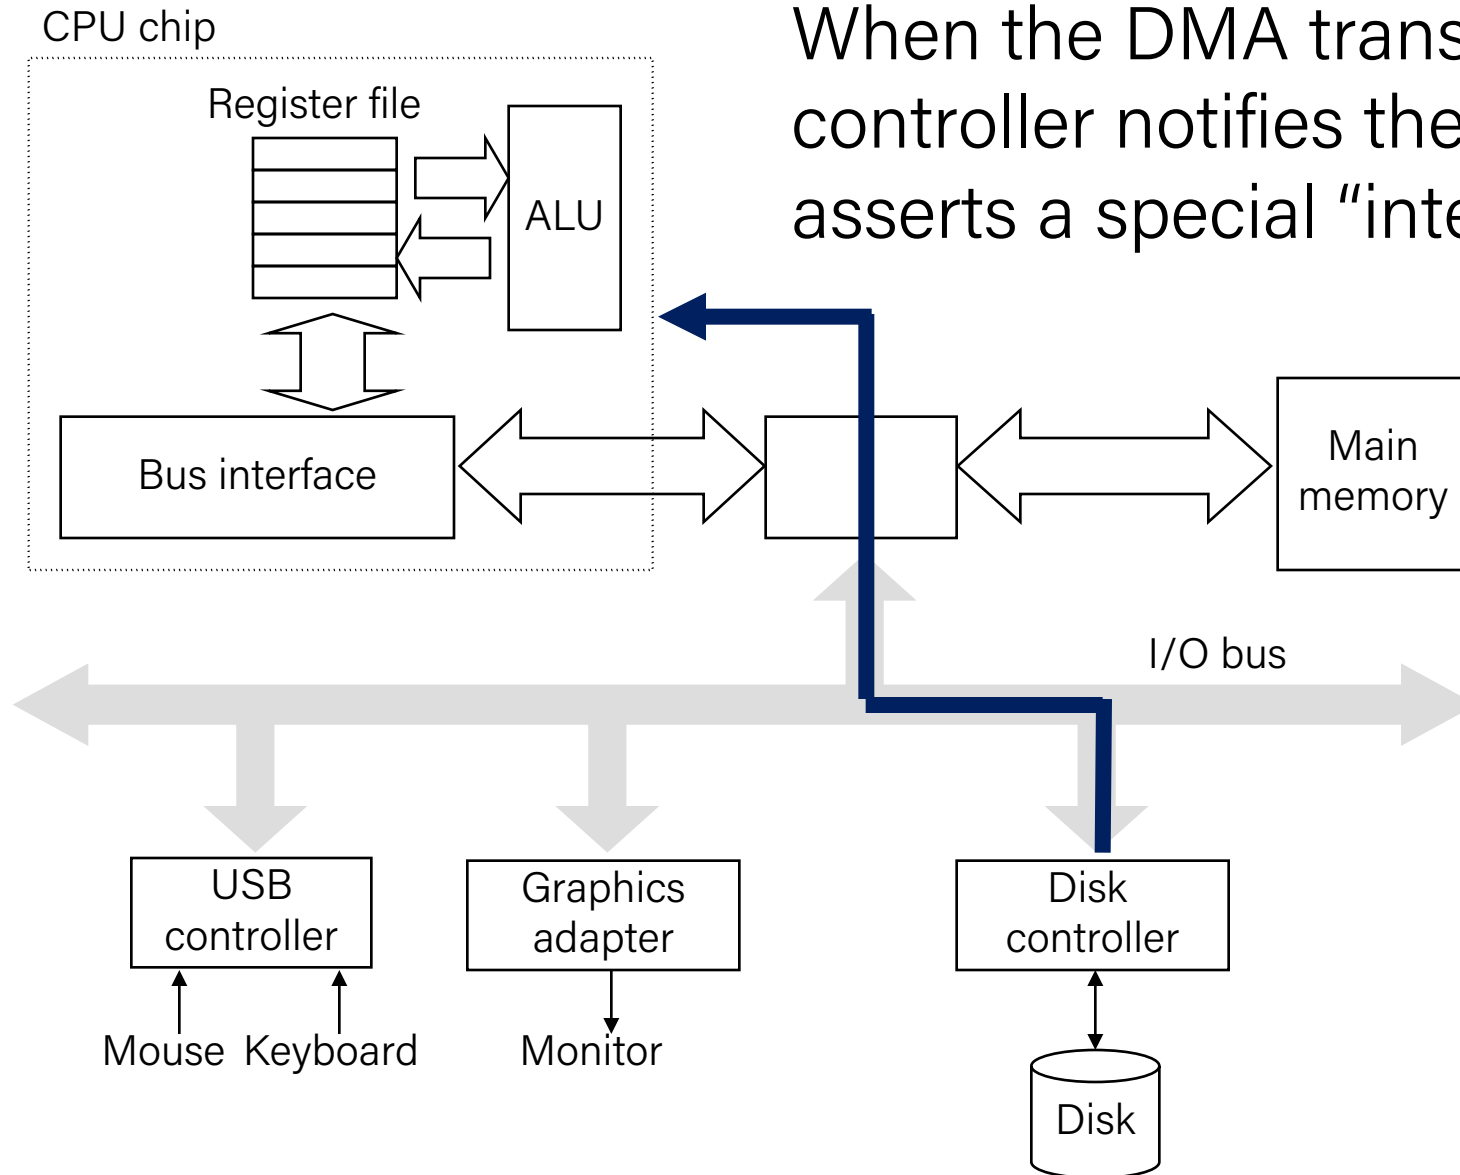 CPU chip
When the DMA trans
controller notifies the
asserts a special “inte
Register file
ALU
Bus interface
Main
memory
I/O bus
USB
controller
Graphics
adapter
Disk
controller
Mouse Keyboard
Monitor
Disk